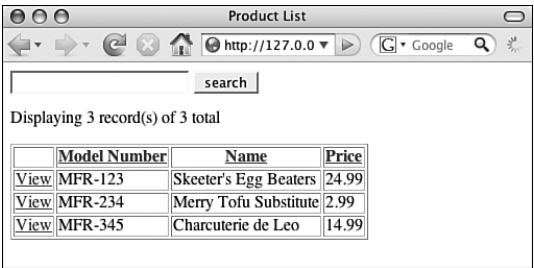 Product List
http://127.0.0
G Google
search
Displaying 3 record(s) of 3 total
Model Number Name Price
View MFR-123 Skeeter's Egg Beaters 24.99
View MFR-234 Merry Tofu Substitute 2.99
View MFR-345 Charcuterie de Leo 14.99